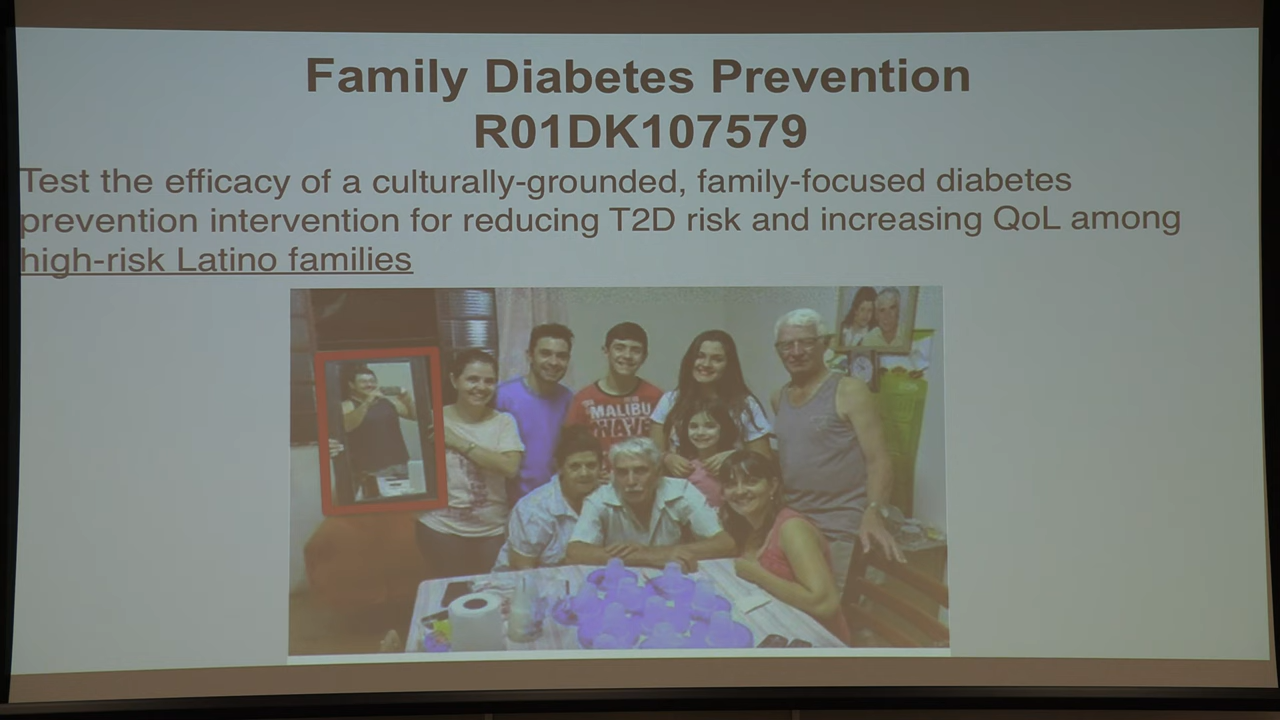 Family Diabetes Prevention
R01DK107579
Test the efficacy of a culturally-grounded, family-focused diabetes
prevention intervention for reducing T2D risk and increasing QoL among
high-risk Latino families
MALIBU
WAVE